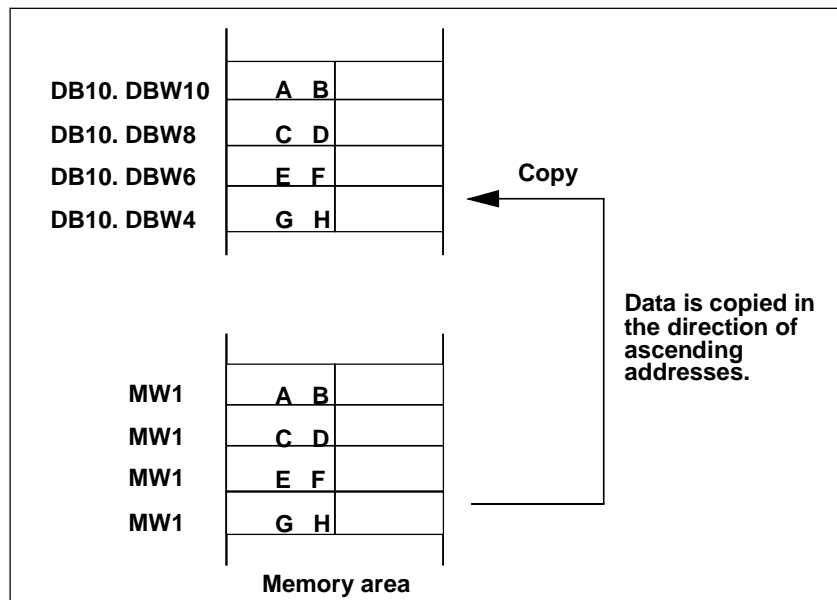 DB10. DBW10 A B
DB10. DBW8 C D
DB10. DBW6 E F
DB10. DBW4 G H
Copy
Data is copied in
the direction of
ascending
addresses.
MW1 A B
MW1 C D
MW1 E F
MW1 G H
Memory area